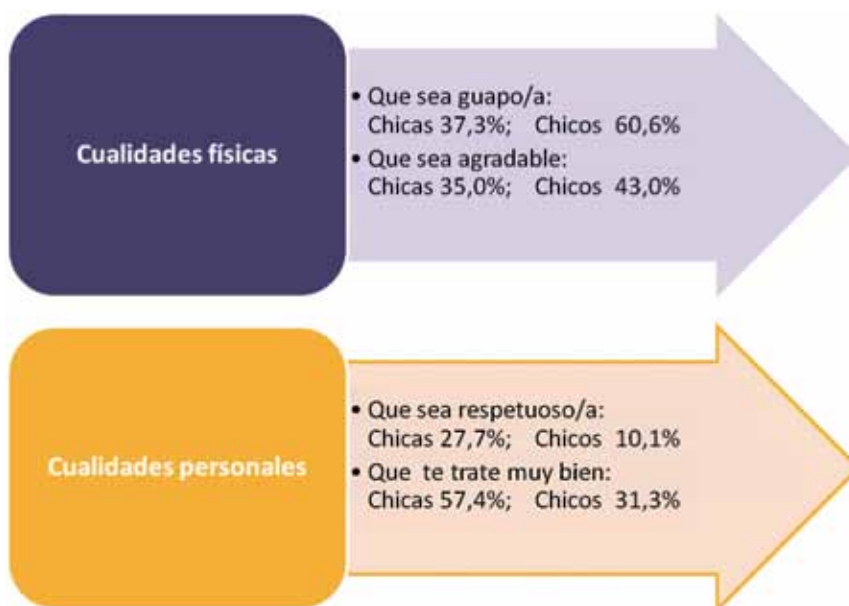 Cualidades físicas
• Que sea guapo/a:
Chicas 37,3%; Chicos 60,6%
• Que sea agradable:
Chicas 35,0%; Chicos 43,0%
Cualidades personales
• Que sea respetuoso/a:
Chicas 27,7%; Chicos 10,1%
• Que te trate muy bien:
Chicas 57,4%; Chicos 31,3%